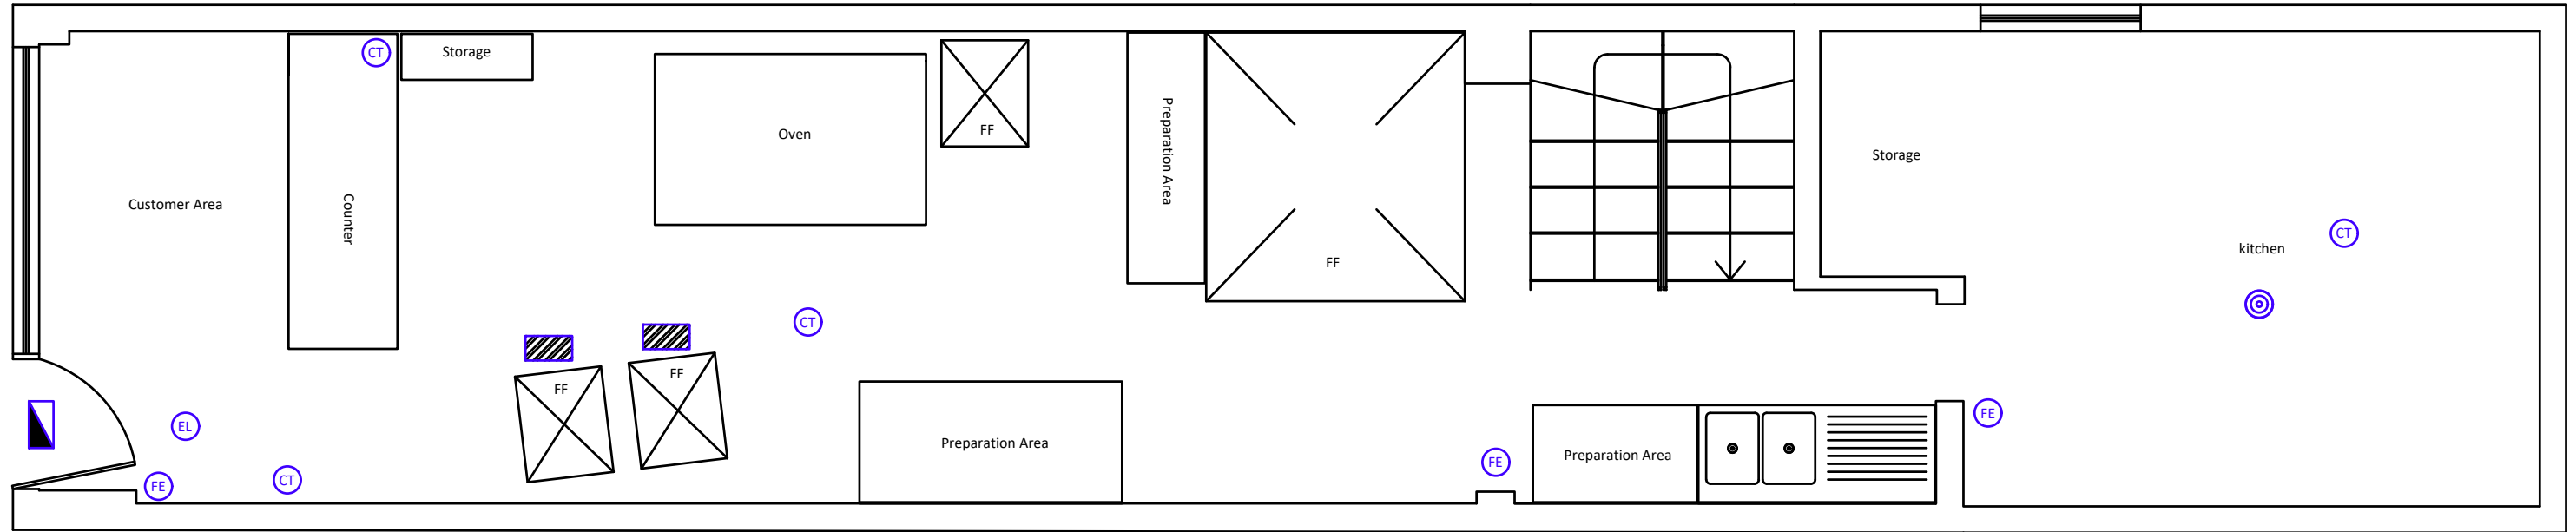 CT
Storage
Customer Area
Counter
Oven
FF
Preparation Area
FF
Storage
CT
kitchen
CT
FF
FF
EL
FE
CT
Preparation Area
FE
Preparation Area
FE